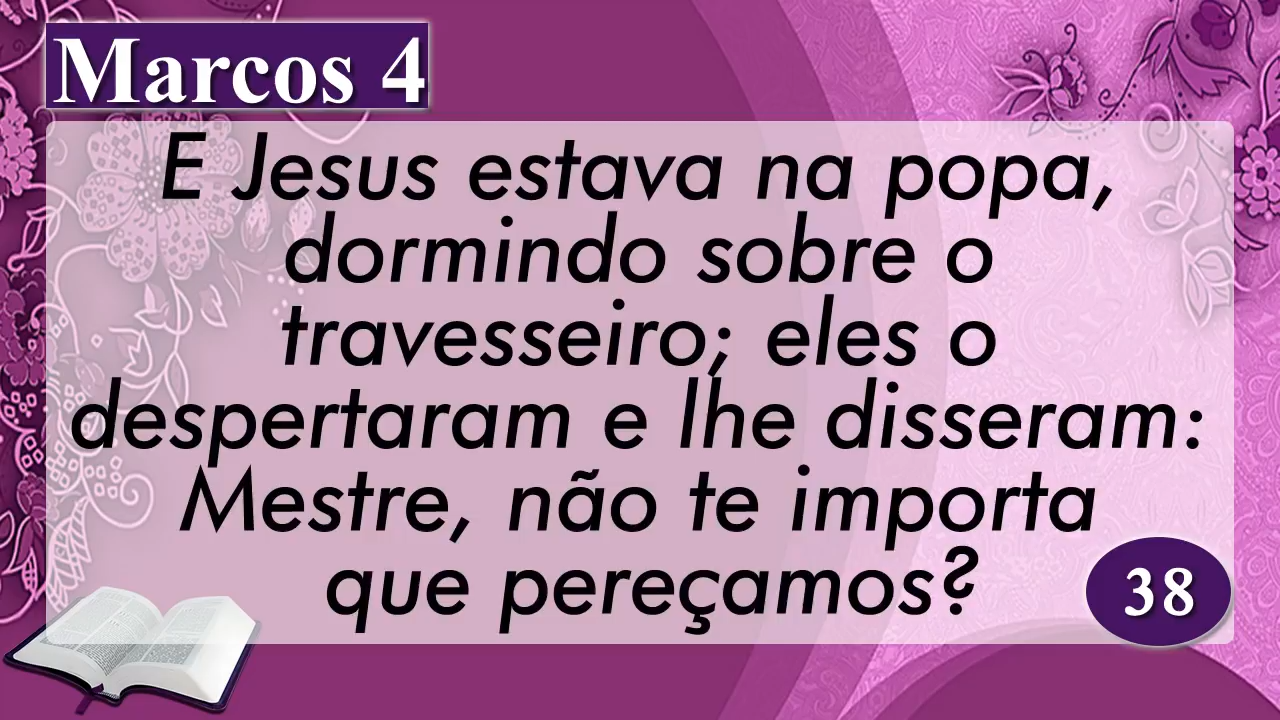 Marcos 4
E Jesus estava na popa,
dormindo sobre o
travesseiro; eles o
despertaram e lhe disseram:
Mestre, não te importa
que pereçamos?
38